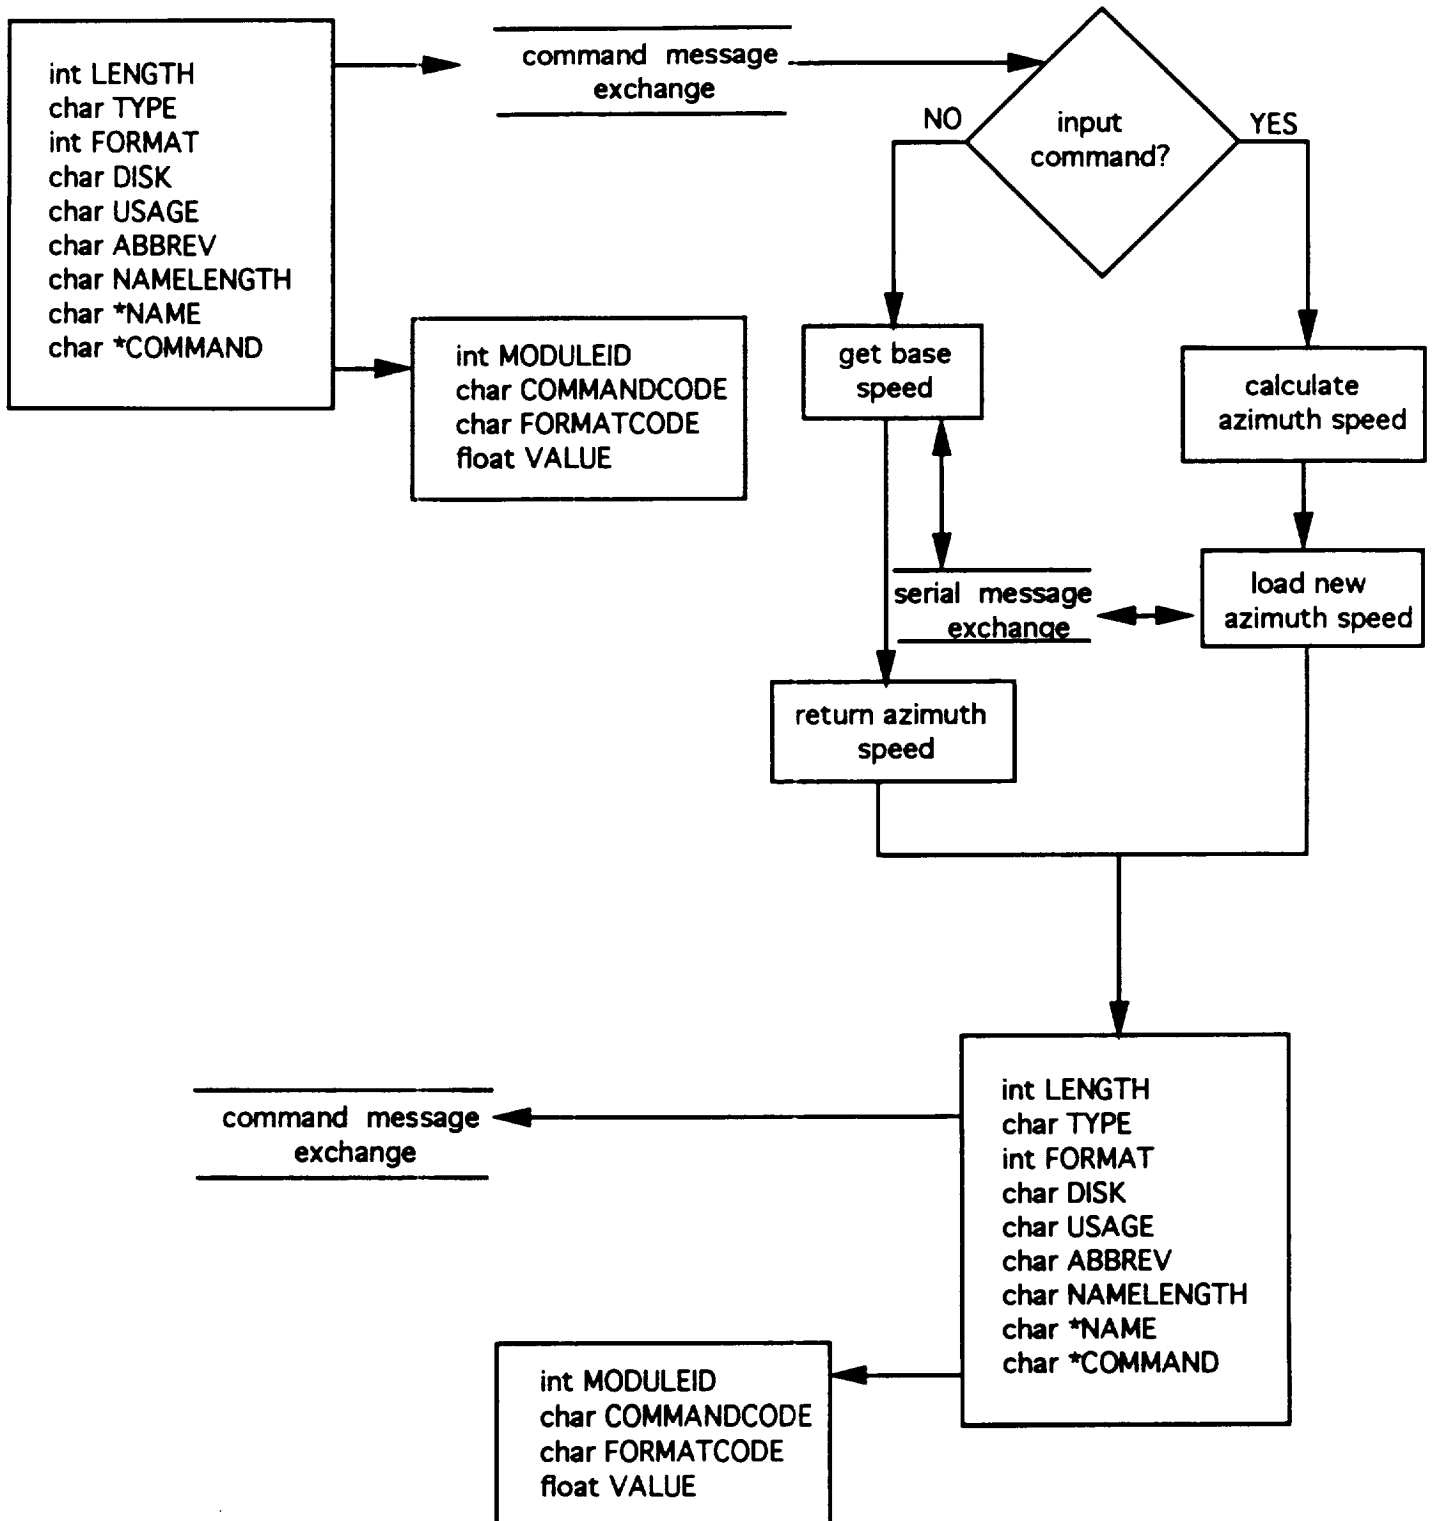 int LENGTH
char TYPE
int FORMAT
char DISK
char USAGE
char ABBREV
char NAMELENGTH
char *NAME
char *COMMAND
command message
exchange
input
command?
NO
YES
int MODULEID
char COMMANDCODE
char FORMATCODE
float VALUE
get base
speed
calculate
azimuth speed
serial message
exchange
load new
azimuth speed
return azimuth
speed
command message
exchange
int LENGTH
char TYPE
int FORMAT
char DISK
char USAGE
char ABBREV
char NAMELENGTH
char *NAME
char *COMMAND
int MODULEID
char COMMANDCODE
char FORMATCODE
float VALUE